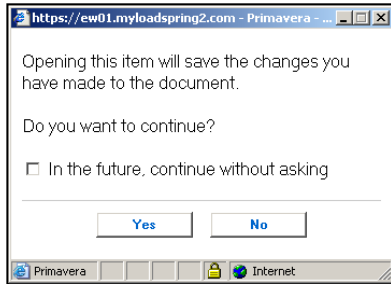 https://ew01.myloadspring2.com - Primavera - ...
Opening this item will save the changes you
have made to the document.
Do you want to continue?
In the future, continue without asking
Yes No
Primavera Internet